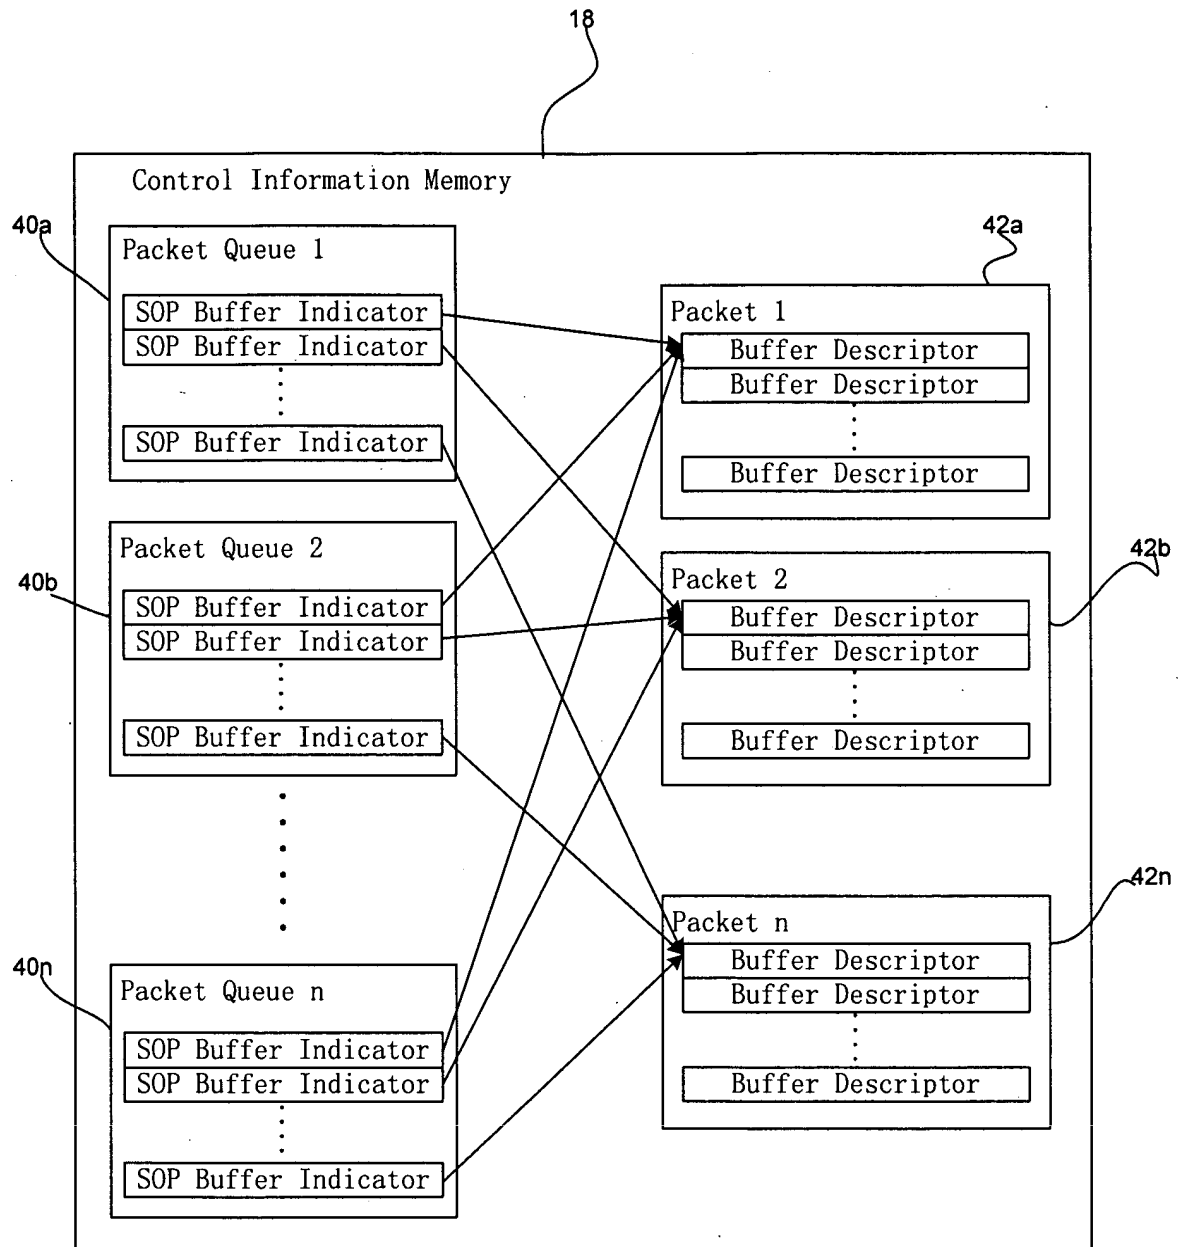 18
Control Information Memory
40a
Packet Queue 1
SOP Buffer Indicator
SOP Buffer Indicator
SOP Buffer Indicator
40b
Packet Queue 2
SOP Buffer Indicator
SOP Buffer Indicator
SOP Buffer Indicator
40n
Packet Queue n
SOP Buffer Indicator
SOP Buffer Indicator
SOP Buffer Indicator
42a
Packet 1
Buffer Descriptor
Buffer Descriptor
Buffer Descriptor
42b
Packet 2
Buffer Descriptor
Buffer Descriptor
Buffer Descriptor
42n
Packet n
Buffer Descriptor
Buffer Descriptor
Buffer Descriptor